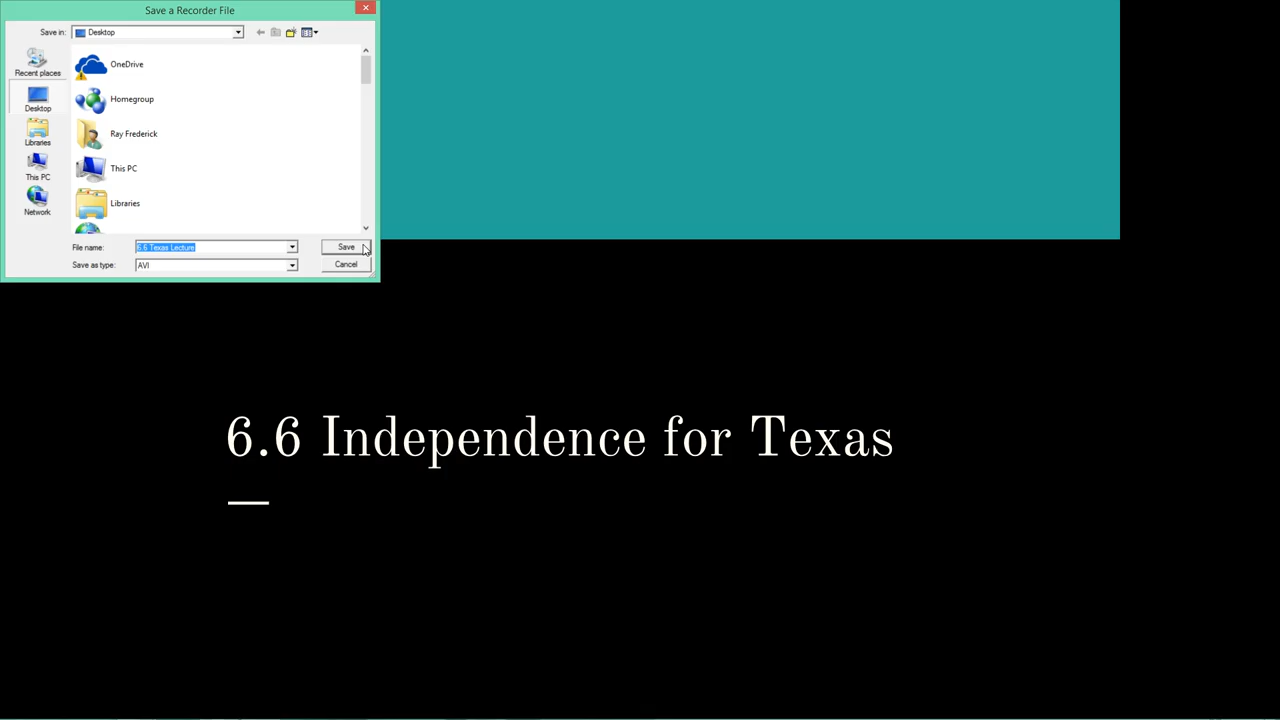 Save a Recorder File
Save in: Desktop
Recent places
Desktop
Libraries
This PC
Network
OneDrive
Homegroup
Ray Frederick
This PC
Libraries
File name: 6.6 Texas Lecture Save
Save as type: AVI Cancel
6.6 Independence for Texas